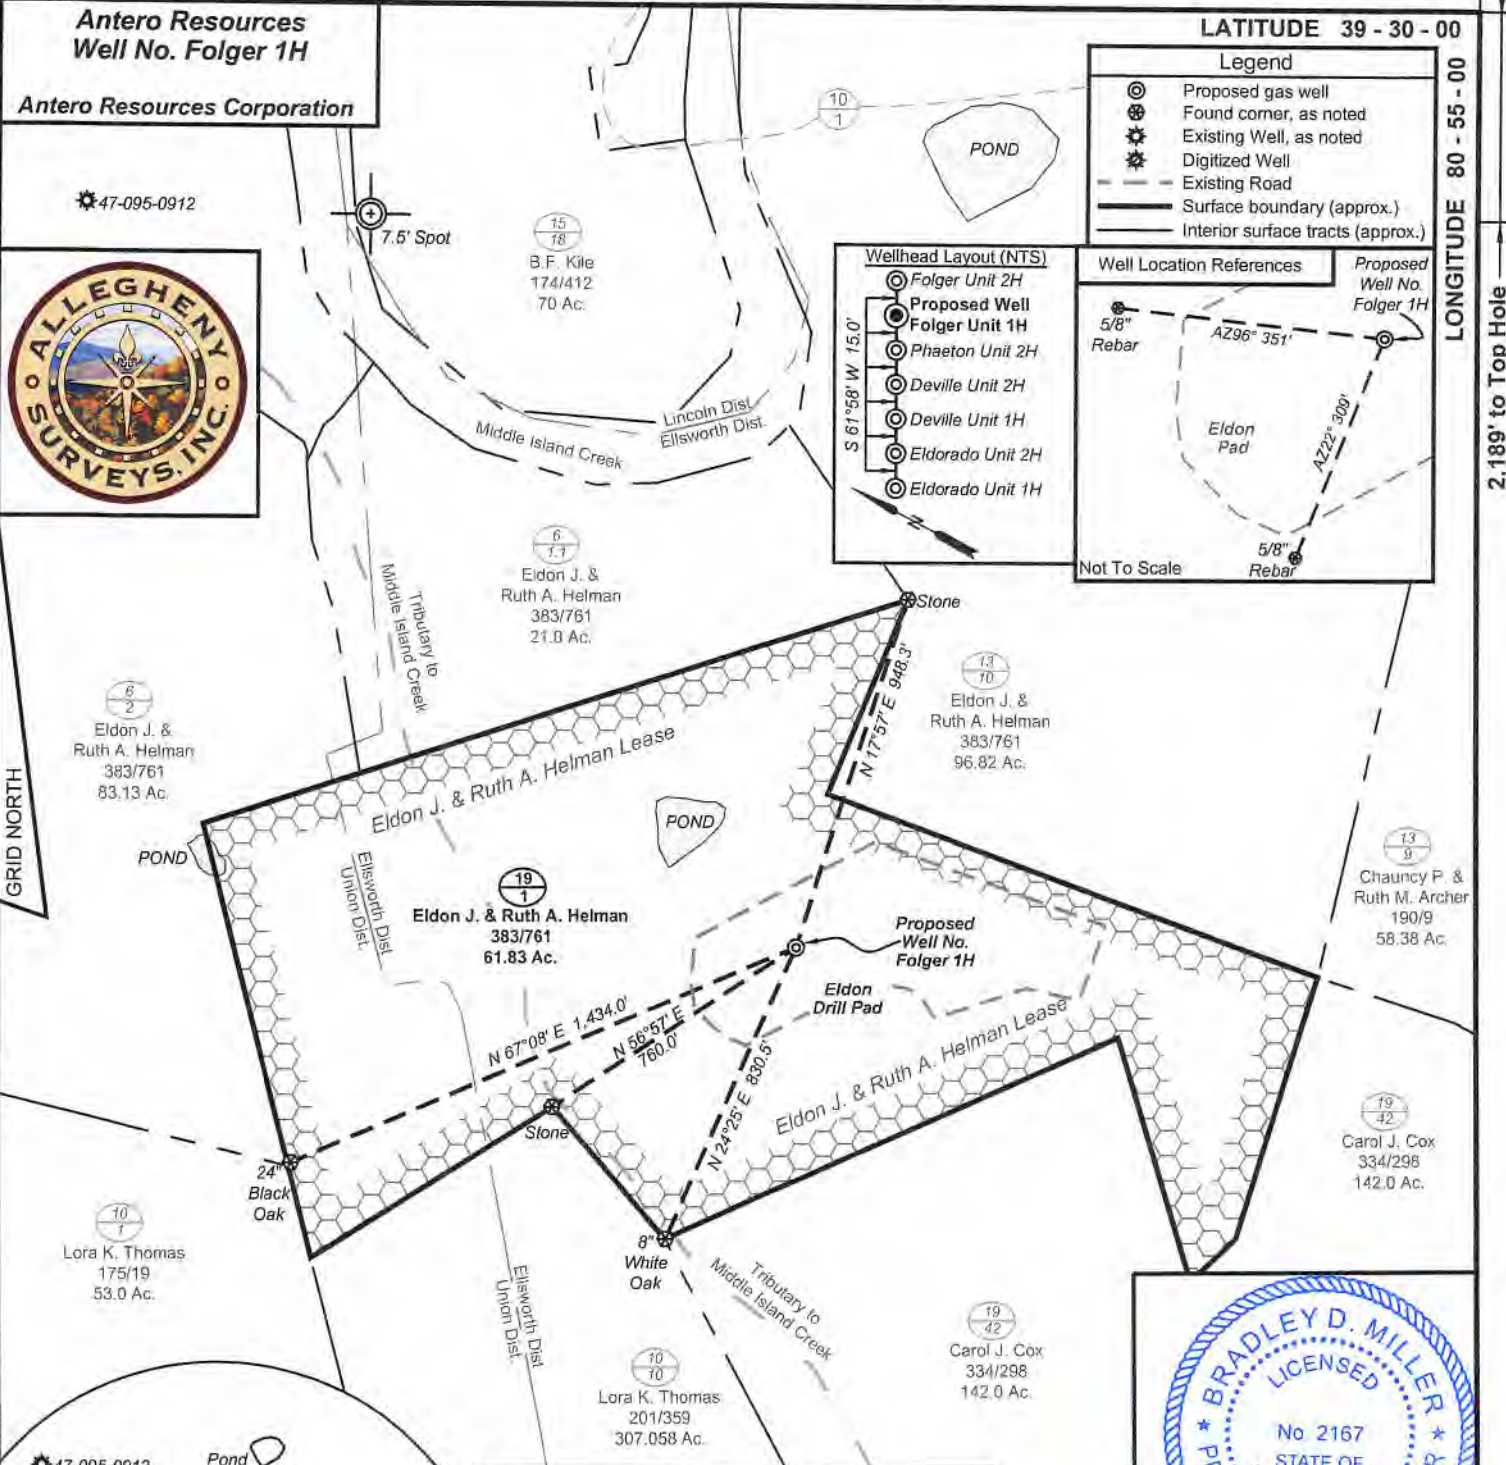 Antero Resources
Well No. Folger 1H
Antero Resources Corporation
LATITUDE 39 - 30 - 00
LONGITUDE 80 - 55 - 00
2,189' to Top Hole
Legend
Proposed gas well
Found corner, as noted
Existing Well, as noted
Digitized Well
Existing Road
Surface boundary (approx.)
Interior surface tracts (approx.)
10
1
POND
47-095-0912
7.5' Spot
15
18
B.F. Kile
174/412
70 Ac.
ALLEGHENY
SURVEYS, INC.
Wellhead Layout (NTS)
Folger Unit 2H
Proposed Well
Folger Unit 1H
Phaeton Unit 2H
Deville Unit 2H
Deville Unit 1H
Eldorado Unit 2H
Eldorado Unit 1H
S 61°58' W 15.0'
N
Well Location References
Proposed
Well No.
Folger 1H
5/8"
Rebar
AZ96° 351'
AZ22° 309'
Eldon
Pad
5/8"
Rebar
Not To Scale
Lincoln Dist.
Ellsworth Dist.
Middle Island Creek
6
1.1
Eldon J. &
Ruth A. Helman
383/761
21.0 Ac.
Tributary to
Middle Island Creek
Stone
N 17°57' E 948.3'
13
10
Eldon J. &
Ruth A. Helman
383/761
96.82 Ac.
6
2
Eldon J. &
Ruth A. Helman
383/761
83.13 Ac.
GRID NORTH
Eldon J. & Ruth A. Helman Lease
POND
POND
13
9
Chauncy P. &
Ruth M. Archer
190/9
58.38 Ac.
Ellsworth Dist
Union Dist.
19
1
Eldon J. & Ruth A. Helman
383/761
61.83 Ac.
Proposed
Well No.
Folger 1H
Eldon
Drill Pad
N 67°08' E 1,434.0'
N 56°57' E
760.0'
N 24°25' E 830.5'
Eldon J. & Ruth A. Helman Lease
Stone
24"
Black
Oak
19
42
Carol J. Cox
334/298
142.0 Ac.
10
1
Lora K. Thomas
175/19
53.0 Ac.
8"
White
Oak
Tributary to
Middle Island Creek
Ellsworth Dist
Union Dist.
10
10
Lora K. Thomas
201/359
307.058 Ac.
19
42
Carol J. Cox
334/298
142.0 Ac.
BRADLEY D. MILLER
LICENSED
No. 2167
STATE OF
47-095-0912
Pond